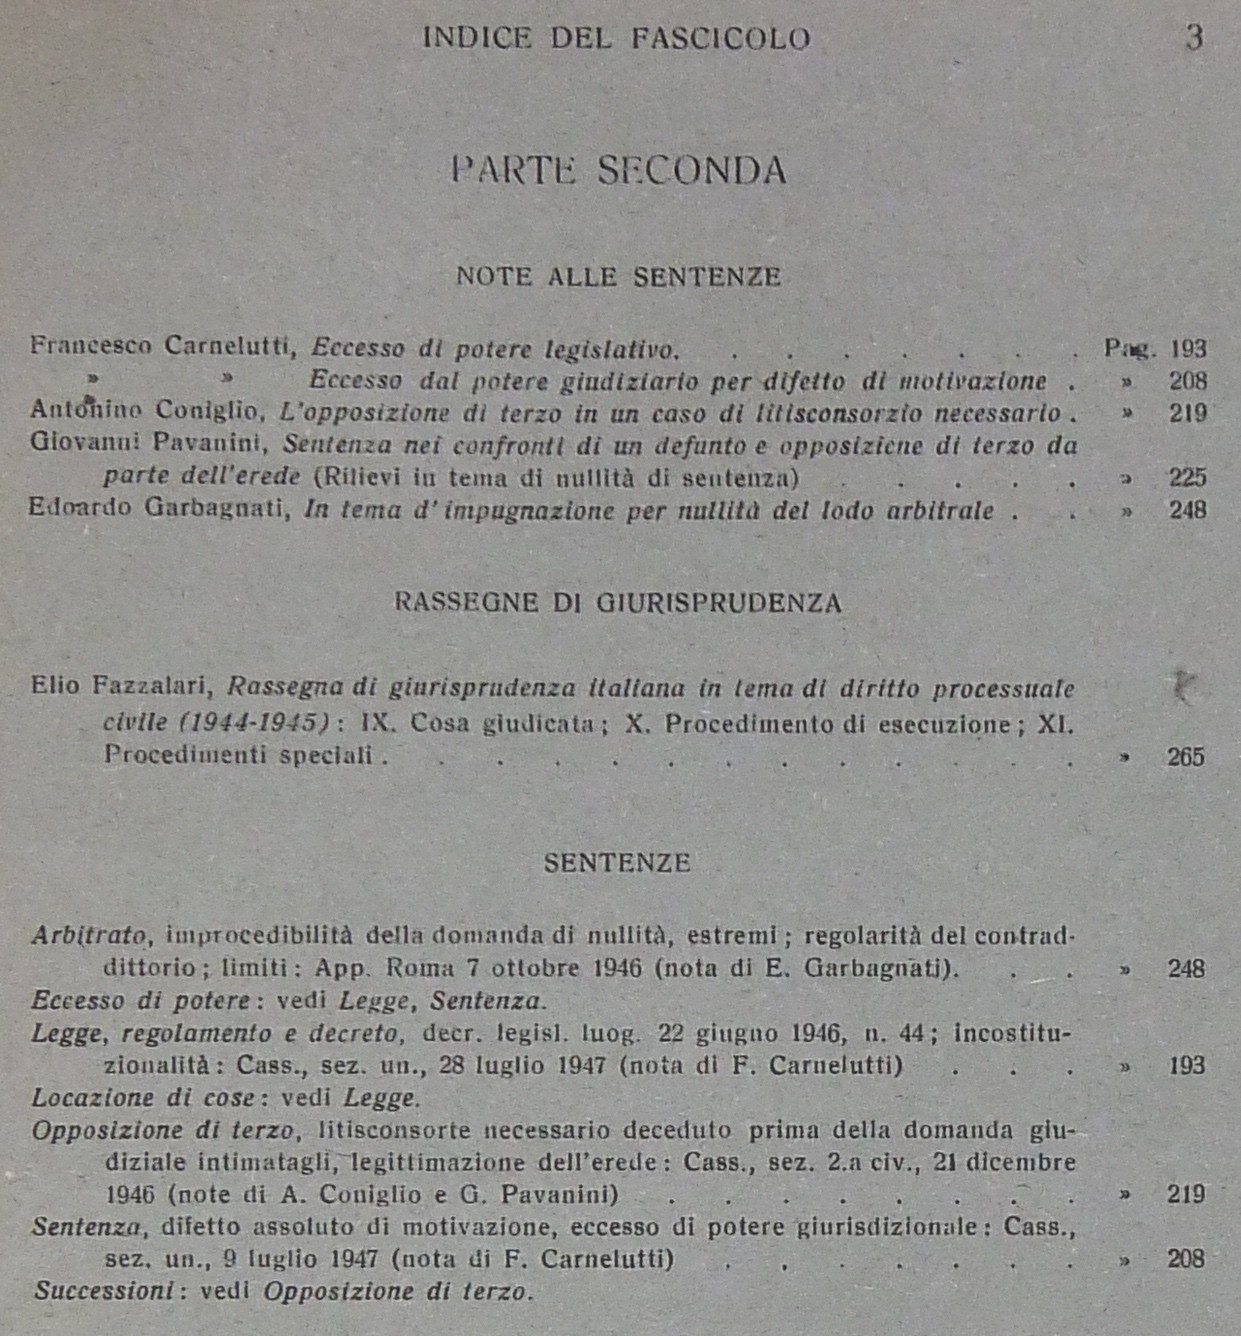 INDICE DEL FASCICOLO 3
PARTE SECONDA
NOTE ALLE SENTENZE
Francesco Carnelutti, Eccesso di potere legislativo. . . . . . . . Pag. 193
» » Eccesso dal potere giudiziario per difetto di motivazione . » 208
Antonino Coniglio, L'opposizione di terzo in un caso di litisconsorzio necessario . » 219
Giovanni Pavanini, Sentenza nei confronti di un defunto e opposizione di terzo da
parte dell'erede (Rilievi in tema di nullità di sentenza) . . . . . » 225
Edoardo Garbagnati, In tema d'impugnazione per nullità del lodo arbitrale . . » 248
RASSEGNE DI GIURISPRUDENZA
Elio Fazzalari, Rassegna di giurisprudenza italiana in tema di diritto processuale
civile (1944-1945) : IX. Cosa giudicata ; X. Procedimento di esecuzione ; XI.
Procedimenti speciali . . . . . . . . . . . . . » 265
SENTENZE
Arbitrato, improcedibilità della domanda di nullità, estremi ; regolarità del contrad-
dittorio ; limiti : App. Roma 7 ottobre 1946 (nota di E. Garbagnati). . . » 248
Eccesso di potere : vedi Legge, Sentenza.
Legge, regolamento e decreto, decr. legisl. luog. 22 giugno 1946, n. 44 ; incostitu-
zionalità : Cass., sez. un., 28 luglio 1947 (nota di F. Carnelutti) . . . » 193
Locazione di cose : vedi Legge.
Opposizione di terzo, litisconsorte necessario deceduto prima della domanda giu-
diziale intimatagli, legittimazione dell'erede : Cass., sez. 2.a civ., 21 dicembre
1946 (note di A. Coniglio e G. Pavanini) . . . . . . . . » 219
Sentenza, difetto assoluto di motivazione, eccesso di potere giurisdizionale : Cass.,
sez. un., 9 luglio 1947 (nota di F. Carnelutti) . . . . . . . » 208
Successioni : vedi Opposizione di terzo.